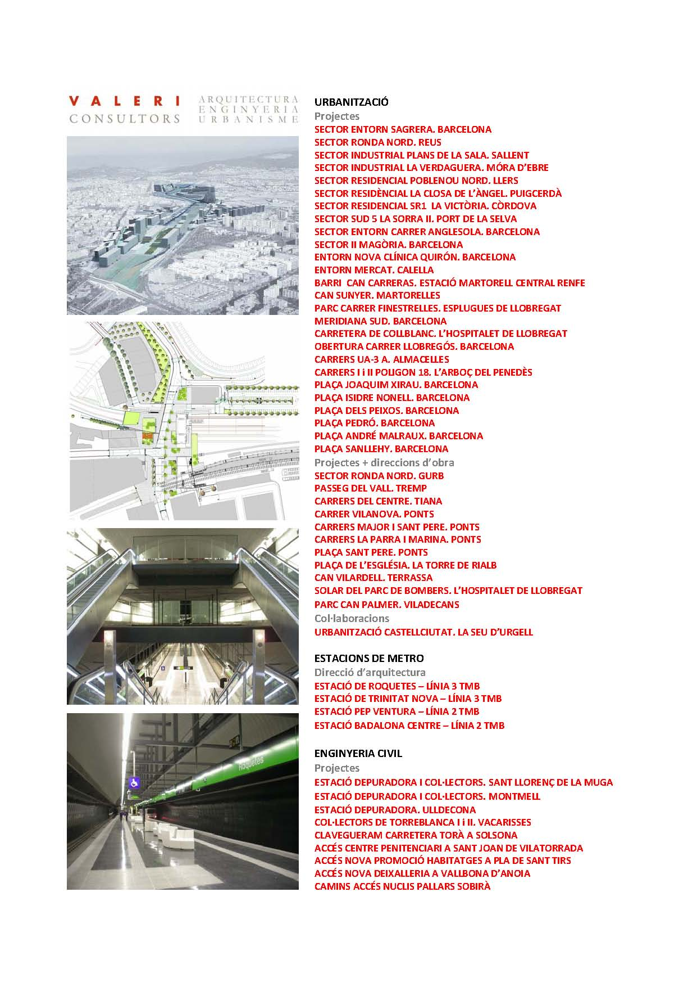 VALERI
CONSULTORS
ARQUITECTURA
ENGINYERIA
URBANISME
URBANITZACIÓ
Projectes
SECTOR ENTORN SAGRERA. BARCELONA
SECTOR RONDA NORD. REUS
SECTOR INDUSTRIAL PLANS DE LA SALA. SALLENT
SECTOR INDUSTRIAL LA VERDAGUERA. MÓRA D’EBRE
SECTOR RESIDENCIAL POBLENOU NORD. LLERS
SECTOR RESIDÈNCIAL LA CLOSA DE L’ÀNGEL. PUIGCERDÀ
SECTOR RESIDENCIAL SR1 LA VICTÒRIA. CÒRDOVA
SECTOR SUD 5 LA SORRA II. PORT DE LA SELVA
SECTOR ENTORN CARRER ANGLESOLA. BARCELONA
SECTOR II MAGÒRIA. BARCELONA
ENTORN NOVA CLÍNICA QUIRÓN. BARCELONA
ENTORN MERCAT. CALELLA
BARRI CAN CARRERAS. ESTACIÓ MARTORELL CENTRAL RENFE
CAN SUNYER. MARTORELLES
PARC CARRER FINESTRELLES. ESPLUGUES DE LLOBREGAT
MERIDIANA SUD. BARCELONA
CARRETERA DE COLLBLANC. L’HOSPITALET DE LLOBREGAT
OBERTURA CARRER LLOBREGÓS. BARCELONA
CARRERS UA-3 A. ALMACELLES
CARRERS I i II POLIGON 18. L’ARBOÇ DEL PENEDÈS
PLAÇA JOAQUIM XIRAU. BARCELONA
PLAÇA ISIDRE NONELL. BARCELONA
PLAÇA DELS PEIXOS. BARCELONA
PLAÇA PEDRÓ. BARCELONA
PLAÇA ANDRÉ MALRAUX. BARCELONA
PLAÇA SANLLEHY. BARCELONA
Projectes + direccions d’obra
SECTOR RONDA NORD. GURB
PASSEG DEL VALL. TREMP
CARRERS DEL CENTRE. TIANA
CARRER VILANOVA. PONTS
CARRERS MAJOR I SANT PERE. PONTS
CARRERS LA PARRA I MARINA. PONTS
PLAÇA SANT PERE. PONTS
PLAÇA DE L’ESGLÉSIA. LA TORRE DE RIALB
CAN VILARDELL. TERRASSA
SOLAR DEL PARC DE BOMBERS. L’HOSPITALET DE LLOBREGAT
PARC CAN PALMER. VILADECANS
Col·laboracions
URBANITZACIÓ CASTELLCIUTAT. LA SEU D’URGELL
ESTACIONS DE METRO
Direcció d’arquitectura
ESTACIÓ DE ROQUETES – LÍNIA 3 TMB
ESTACIÓ DE TRINITAT NOVA – LÍNIA 3 TMB
ESTACIÓ PEP VENTURA – LÍNIA 2 TMB
ESTACIÓ BADALONA CENTRE – LÍNIA 2 TMB
ENGINYERIA CIVIL
Projectes
ESTACIÓ DEPURADORA I COL·LECTORS. SANT LLORENÇ DE LA MUGA
ESTACIÓ DEPURADORA I COL·LECTORS. MONTMELL
ESTACIÓ DEPURADORA. ULLDECONA
COL·LECTORS DE TORREBLANCA I i II. VACARISSES
CLAVEGUERAM CARRETERA TORÀ A SOLSONA
ACCÉS CENTRE PENITENCIARI A SANT JOAN DE VILATORRADA
ACCÉS NOVA PROMOCIÓ HABITATGES A PLA DE SANT TIRS
ACCÉS NOVA DEIXALLERIA A VALLBONA D’ANOIA
CAMINS ACCÉS NUCLIS PALLARS SOBIRÀ
Roquetes